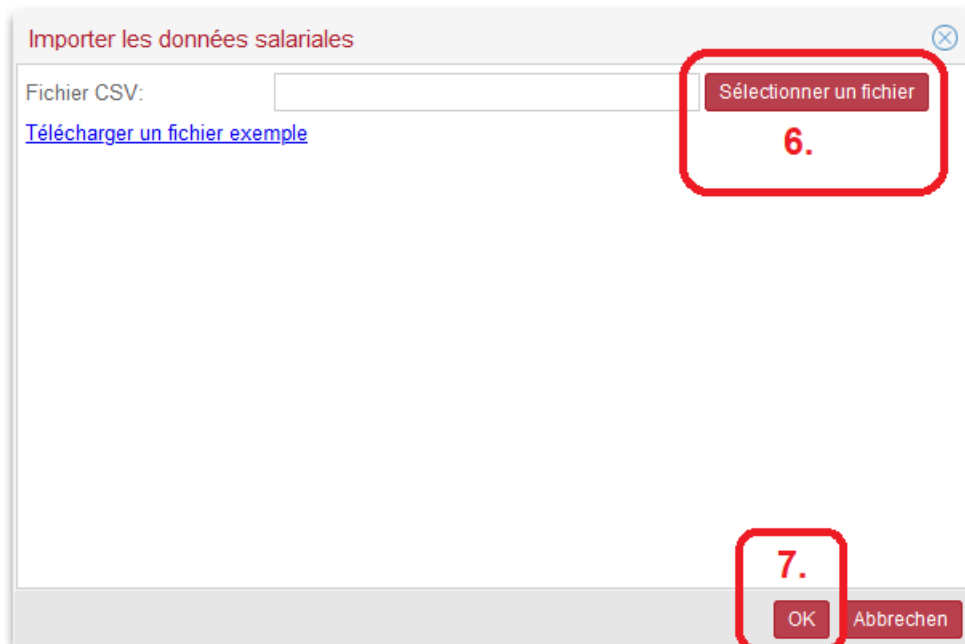 Importer les données salariales
Fichier CSV:
Sélectionner un fichier
Télécharger un fichier exemple
6.
7.
OK
Abbrechen